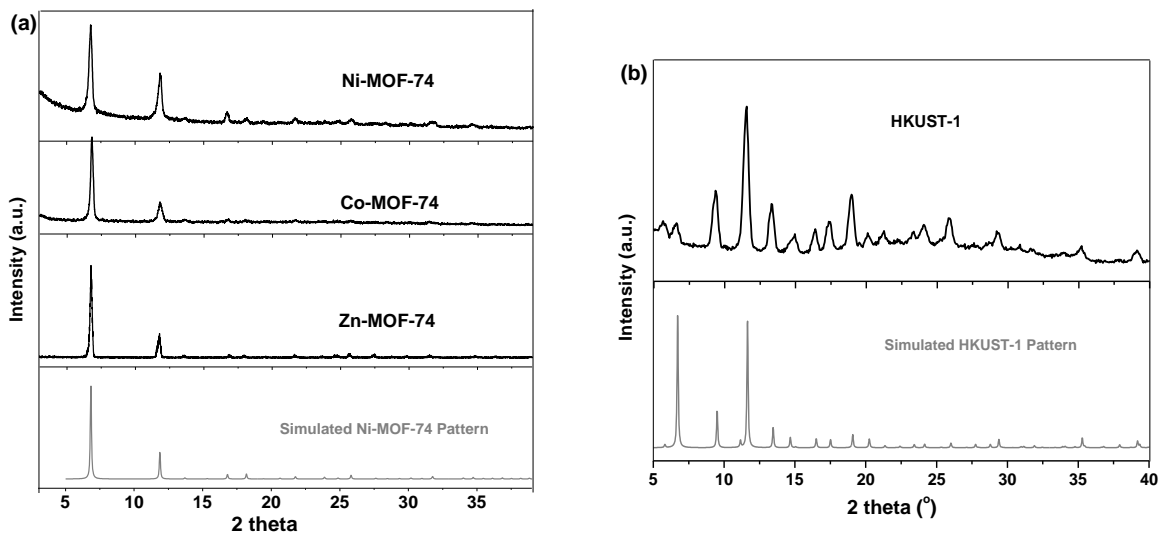 (a)
Ni-MOF-74
Co-MOF-74
Zn-MOF-74
Simulated Ni-MOF-74 Pattern
Intensity (a.u.)
5 10 15 20 25 30 35
2 theta
(b)
HKUST-1
Simulated HKUST-1 Pattern
Intensity (a.u.)
5 10 15 20 25 30 35 40
2 theta (°)